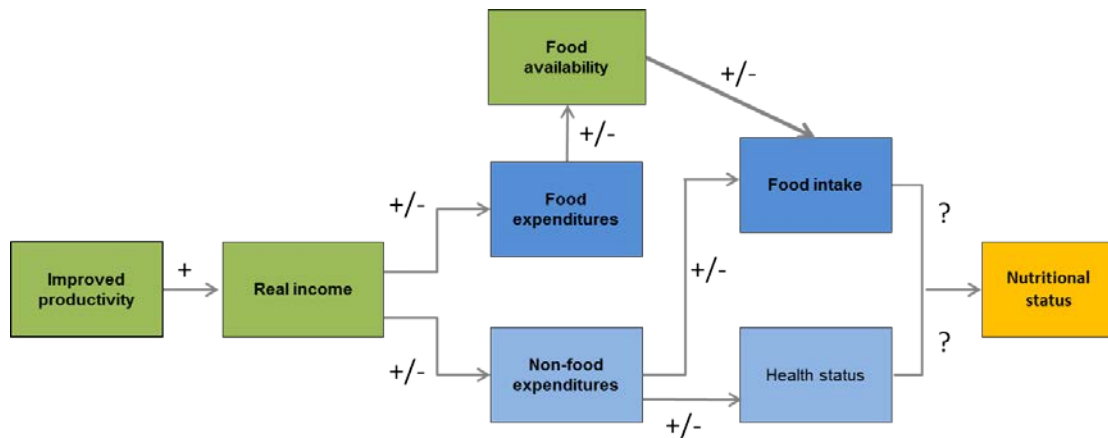 Food
availability
+/-
+/-
Food
expenditures
Food intake
+/-
?
Improved
productivity
+
Real income
+/-
Nutritional
status
+/-
Non-food
expenditures
Health status
?
+/-